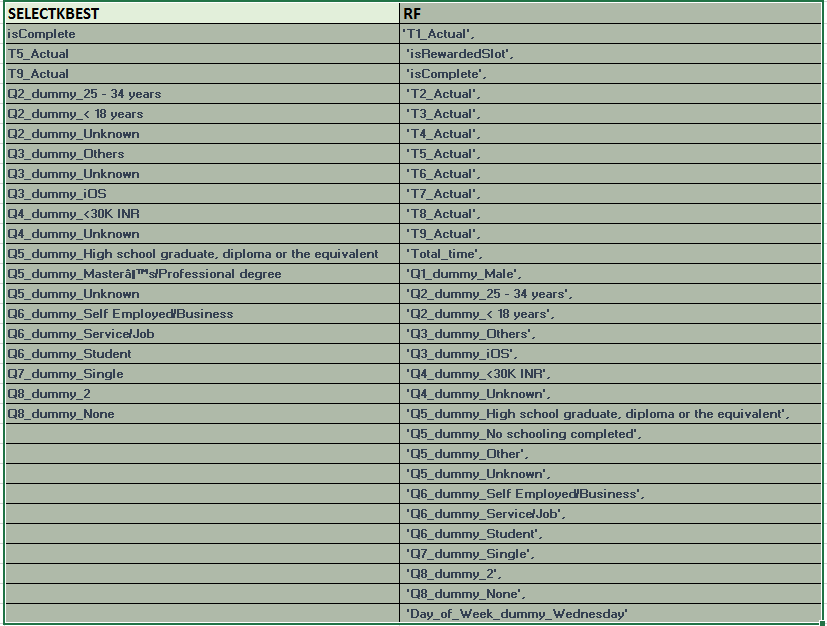 SELECTKBEST RF
isComplete 'T1_Actual',
T5_Actual 'isRewardedSlot',
T9_Actual 'isComplete',
Q2_dummy_25 - 34 years 'T2_Actual',
Q2_dummy_< 18 years 'T3_Actual',
Q2_dummy_Unknown 'T4_Actual',
Q3_dummy_Others 'T5_Actual',
Q3_dummy_Unknown 'T6_Actual',
Q3_dummy_iOS 'T7_Actual',
Q4_dummy_<30K INR 'T8_Actual',
Q4_dummy_Unknown 'T9_Actual',
Q5_dummy_High school graduate, diploma or the equivalent 'Total_time',
Q5_dummy_Masterâ¦™s/Professional degree 'Q1_dummy_Male',
Q5_dummy_Unknown 'Q2_dummy_25 - 34 years',
Q6_dummy_Self Employed/Business 'Q2_dummy_< 18 years',
Q6_dummy_Service/Job 'Q3_dummy_Others',
Q6_dummy_Student 'Q3_dummy_iOS',
Q7_dummy_Single 'Q4_dummy_<30K INR',
Q8_dummy_2 'Q4_dummy_Unknown',
Q8_dummy_None 'Q5_dummy_High school graduate, diploma or the equivalent',
'Q5_dummy_No schooling completed',
'Q5_dummy_Other',
'Q5_dummy_Unknown',
'Q6_dummy_Self Employed/Business',
'Q6_dummy_Service/Job',
'Q6_dummy_Student',
'Q7_dummy_Single',
'Q8_dummy_2',
'Q8_dummy_None',
'Day_of_Week_dummy_Wednesday'